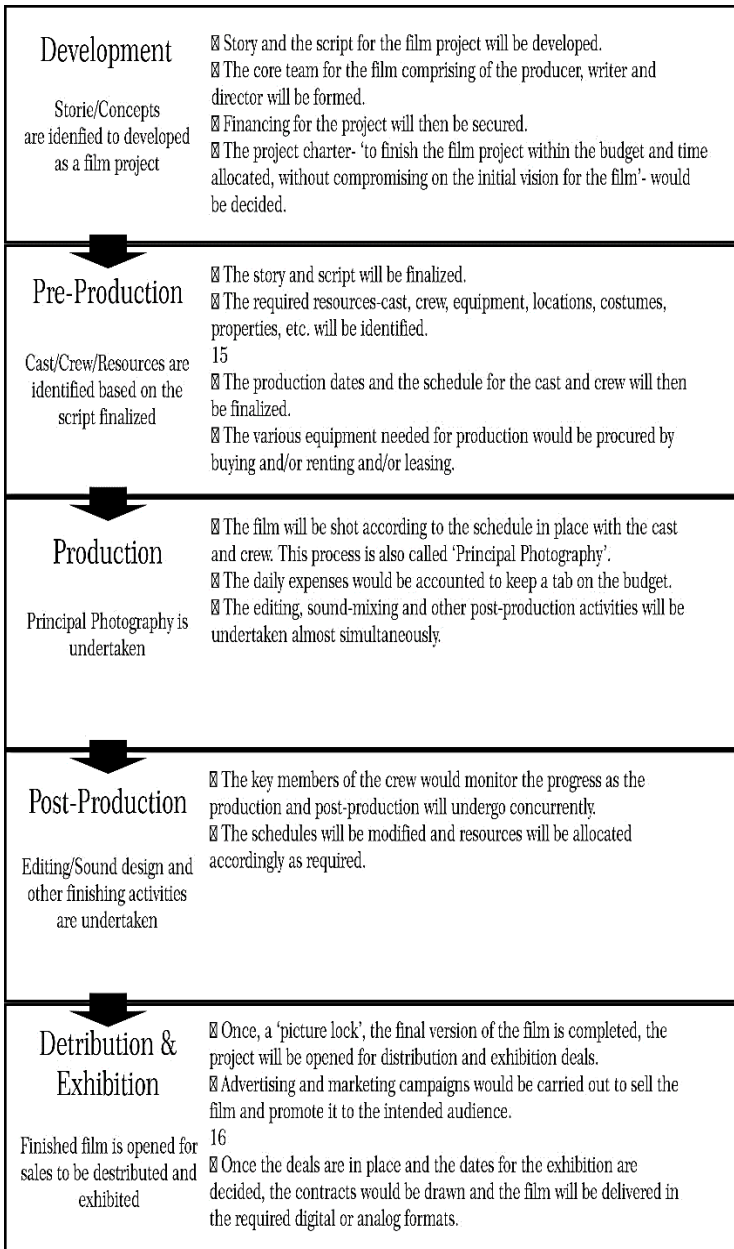 Development
Storie/Concepts
are idenfied to developed
as a film project
☒ Story and the script for the film project will be developed.
☒ The core team for the film comprising of the producer, writer and
director will be formed.
☒ Financing for the project will then be secured.
☒ The project charter- ‘to finish the film project within the budget and time
allocated, without compromising on the initial vision for the film’- would
be decided.
Pre-Production
Cast/Crew/Resources are
identified based on the
script finalized
☒ The story and script will be finalized.
☒ The required resources-cast, crew, equipment, locations, costumes,
properties, etc. will be identified.
15
☒ The production dates and the schedule for the cast and crew will then
be finalized.
☒ The various equipment needed for production would be procured by
buying and/or renting and/or leasing.
Production
Principal Photography is
undertaken
☒ The film will be shot according to the schedule in place with the cast
and crew. This process is also called ‘Principal Photography’.
☒ The daily expenses would be accounted to keep a tab on the budget.
☒ The editing, sound-mixing and other post-production activities will be
undertaken almost simultaneously.
Post-Production
Editing/Sound design and
other finishing activities
are undertaken
☒ The key members of the crew would monitor the progress as the
production and post-production will undergo concurrently.
☒ The schedules will be modified and resources will be allocated
accordingly as required.
Detribution &
Exhibition
Finished film is opened for
sales to be destributed and
exhibited
☒ Once, a ‘picture lock’, the final version of the film is completed, the
project will be opened for distribution and exhibition deals.
☒ Advertising and marketing campaigns would be carried out to sell the
film and promote it to the intended audience.
16
☒ Once the deals are in place and the dates for the exhibition are
decided, the contracts would be drawn and the film will be delivered in
the required digital or analog formats.